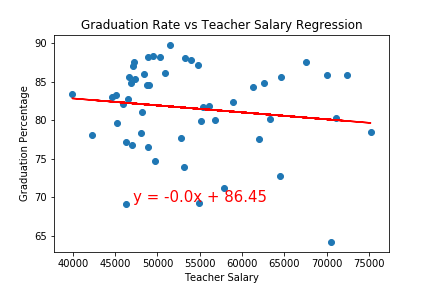 Graduation Rate vs Teacher Salary Regression
90
85
80
75
70
65
Graduation Percentage
y = -0.0x + 86.45
40000 45000 50000 55000 60000 65000 70000 75000
Teacher Salary